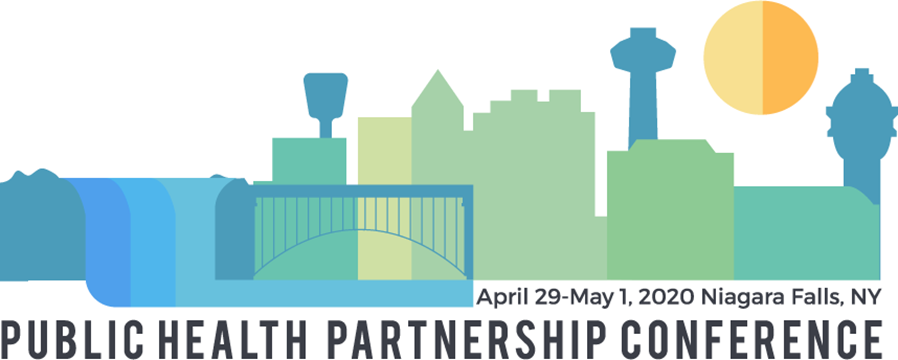 April 29-May 1, 2020 Niagara Falls, NY
PUBLIC HEALTH PARTNERSHIP CONFERENCE